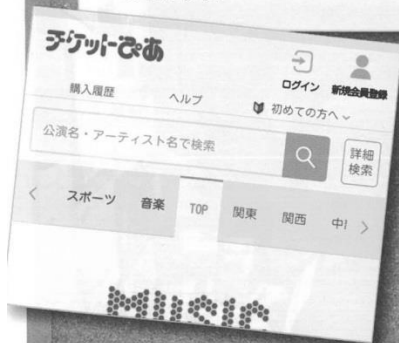 チケットぴあ
ログイン 新規会員登録
購入履歴 ヘルプ 初めての方へ
公演名・アーティスト名で検索
詳細
検索
スポーツ 音楽 TOP 関東 関西
MUSIC